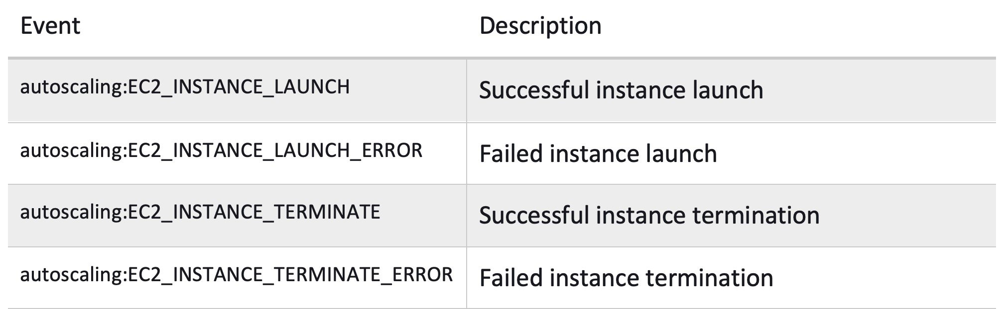 Event Description
autoscaling:EC2_INSTANCE_LAUNCH Successful instance launch
autoscaling:EC2_INSTANCE_LAUNCH_ERROR Failed instance launch
autoscaling:EC2_INSTANCE_TERMINATE Successful instance termination
autoscaling:EC2_INSTANCE_TERMINATE_ERROR Failed instance termination